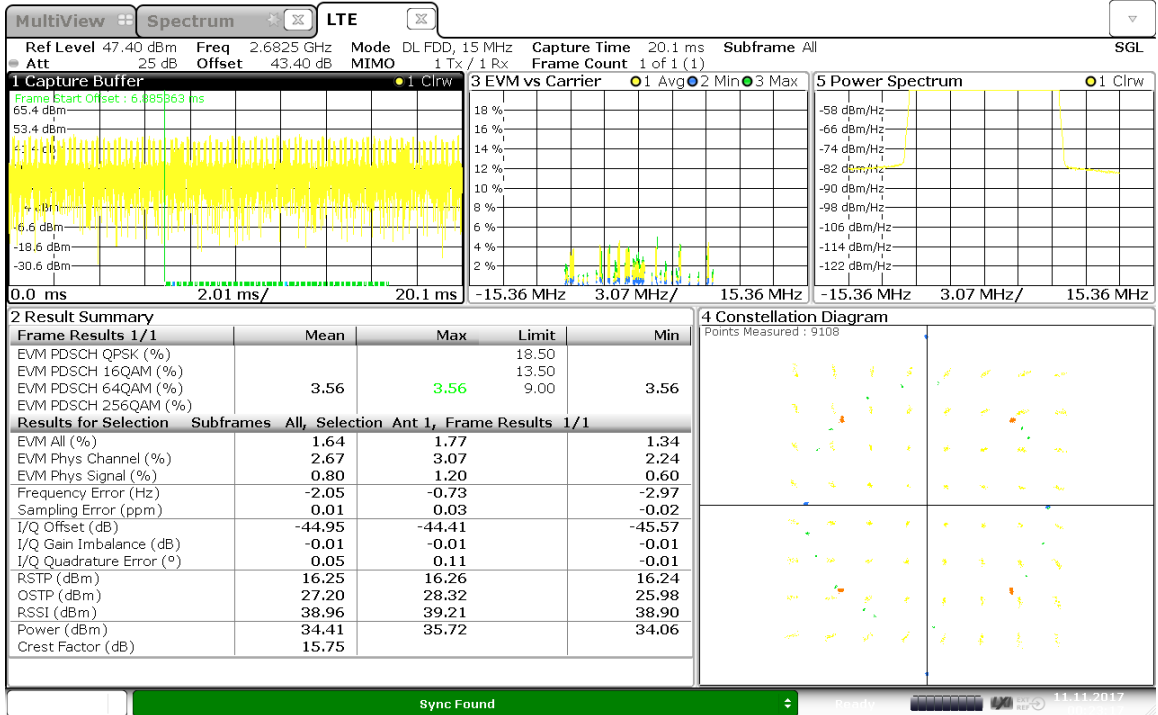 MultiView Spectrum LTE
Ref Level 47.40 dBm Freq 2.6825 GHz Mode DL FDD, 15 MHz Capture Time 20.1 ms Subframe All SGL
Att 25 dB Offset 43.40 dB MIMO 1 Tx / 1 Rx Frame Count 1 of 1 (1)
1 Capture Buffer 1 Clrw
Frame Start Offset : 6.885963 ms
65.4 dBm
53.4 dBm
-6.6 dBm
-18.6 dBm
-30.6 dBm
0.0 ms 2.01 ms/ 20.1 ms
3 EVM vs Carrier 1 Avg 2 Min 3 Max
18 %
16 %
14 %
12 %
10 %
8 %
6 %
4 %
2 %
-15.36 MHz 3.07 MHz/ 15.36 MHz
5 Power Spectrum 1 Clrw
-58 dBm/Hz
-66 dBm/Hz
-74 dBm/Hz
-82 dBm/Hz
-90 dBm/Hz
-98 dBm/Hz
-106 dBm/Hz
-114 dBm/Hz
-122 dBm/Hz
-15.36 MHz 3.07 MHz/ 15.36 MHz
2 Result Summary
Frame Results 1/1 Mean Max Limit Min
EVM PDSCH QPSK (%) 18.50
EVM PDSCH 16QAM (%) 13.50
EVM PDSCH 64QAM (%) 3.56 3.56 9.00 3.56
EVM PDSCH 256QAM (%)
Results for Selection Subframes All, Selection Ant 1, Frame Results 1/1
EVM All (%) 1.64 1.77 1.34
EVM Phys Channel (%) 2.67 3.07 2.24
EVM Phys Signal (%) 0.80 1.20 0.60
Frequency Error (Hz) -2.05 -0.73 -2.97
Sampling Error (ppm) 0.01 0.03 -0.02
I/Q Offset (dB) -44.95 -44.41 -45.57
I/Q Gain Imbalance (dB) -0.01 -0.01 -0.01
I/Q Quadrature Error (º) 0.05 0.11 -0.01
RSTP (dBm) 16.25 16.26 16.24
OSTP (dBm) 27.20 28.32 25.98
RSSI (dBm) 38.96 39.21 38.90
Power (dBm) 34.41 35.72 34.06
Crest Factor (dB) 15.75
4 Constellation Diagram
Points Measured : 9108
Sync Found Ready LXI EXT REF 11.11.2017